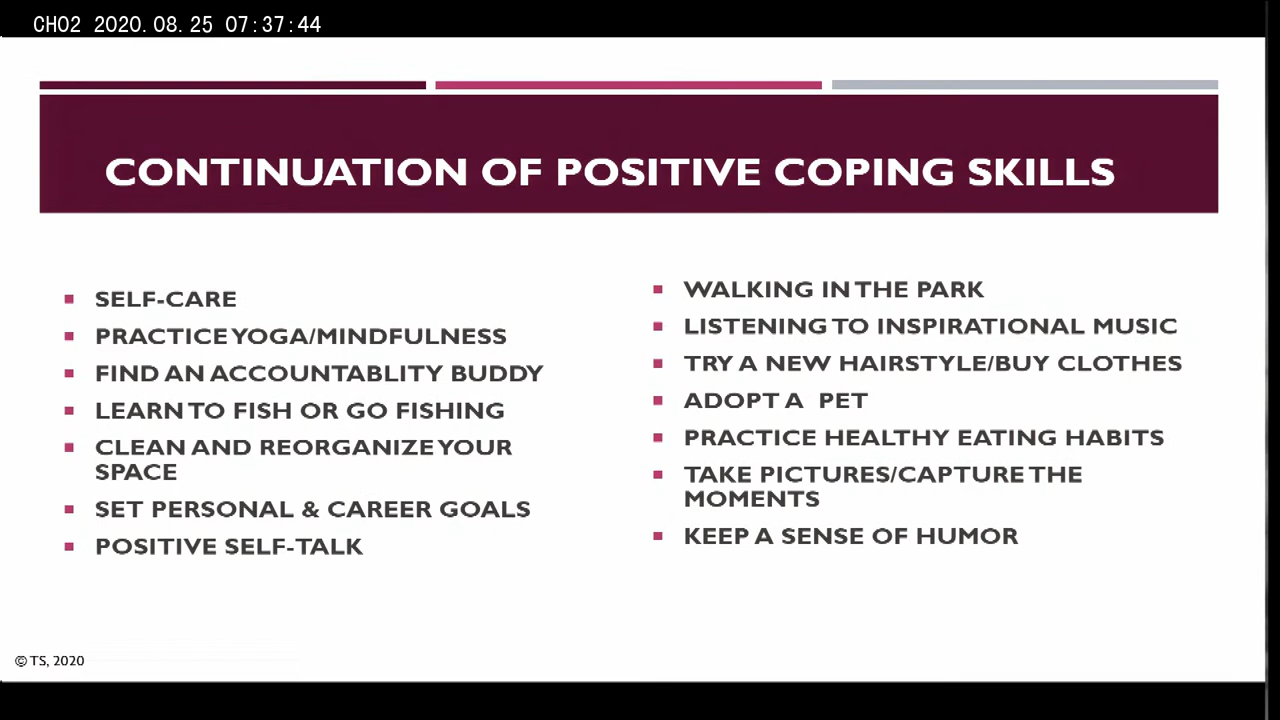 CH02 2020.08.25 07:37:44
CONTINUATION OF POSITIVE COPING SKILLS
SELF-CARE
PRACTICE YOGA/MINDFULNESS
FIND AN ACCOUNTABLITY BUDDY
LEARN TO FISH OR GO FISHING
CLEAN AND REORGANIZE YOUR
SPACE
SET PERSONAL & CAREER GOALS
POSITIVE SELF-TALK
WALKING IN THE PARK
LISTENING TO INSPIRATIONAL MUSIC
TRY A NEW HAIRSTYLE/BUY CLOTHES
ADOPT A PET
PRACTICE HEALTHY EATING HABITS
TAKE PICTURES/CAPTURE THE
MOMENTS
KEEP A SENSE OF HUMOR
© TS, 2020